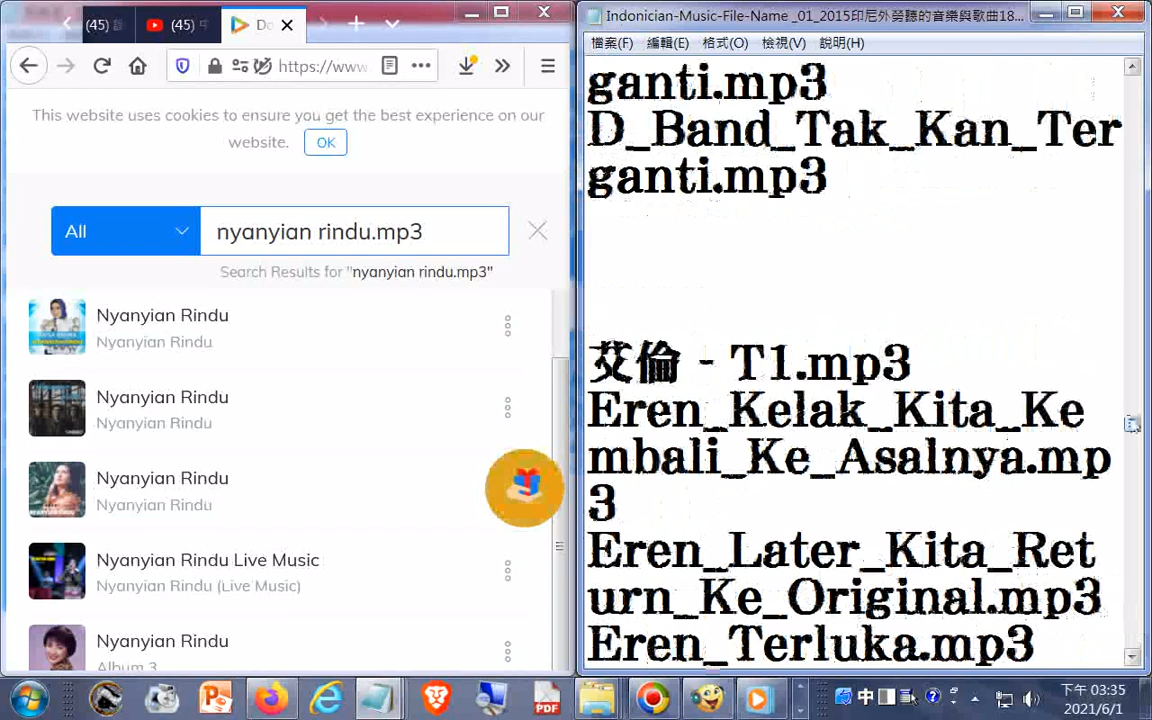 (45)
(45)
Do
https://www.
This website uses cookies to ensure you get the best experience on our
website. OK
All
nyanyian rindu.mp3
Search Results for "nyanyian rindu.mp3"
Nyanyian Rindu
Nyanyian Rindu
Nyanyian Rindu
Nyanyian Rindu
Nyanyian Rindu
Nyanyian Rindu
Nyanyian Rindu Live Music
Nyanyian Rindu (Live Music)
Nyanyian Rindu
Album 3
Indonician-Music-File-Name _01_2015印尼外勞聽的音樂與歌曲18...
檔案(F) 編輯(E) 格式(O) 檢視(V) 說明(H)
ganti.mp3
D_Band_Tak_Kan_Ter
ganti.mp3
艾倫 - T1.mp3
Eren_Kelak_Kita_Ke
mbali_Ke_Asalnya.mp
3
Eren_Later_Kita_Ret
urn_Ke_Original.mp3
Eren_Terluka.mp3
PDF
中
下午 03:35
2021/6/1